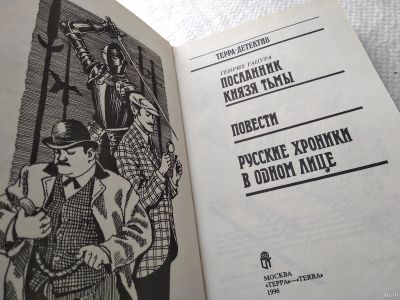 ТЕРРА-ДЕТЕКТИВ
ГЕНРИХ ГАЦУРА
ПОСЛАННИК
КНЯЗЯ ТЬМЫ
ПОВЕСТИ
РУССКИЕ ХРОНИКИ
В ОДНОМ ЛИЦЕ
МОСКВА
«ТЕРРА»—«TERRA»
1996